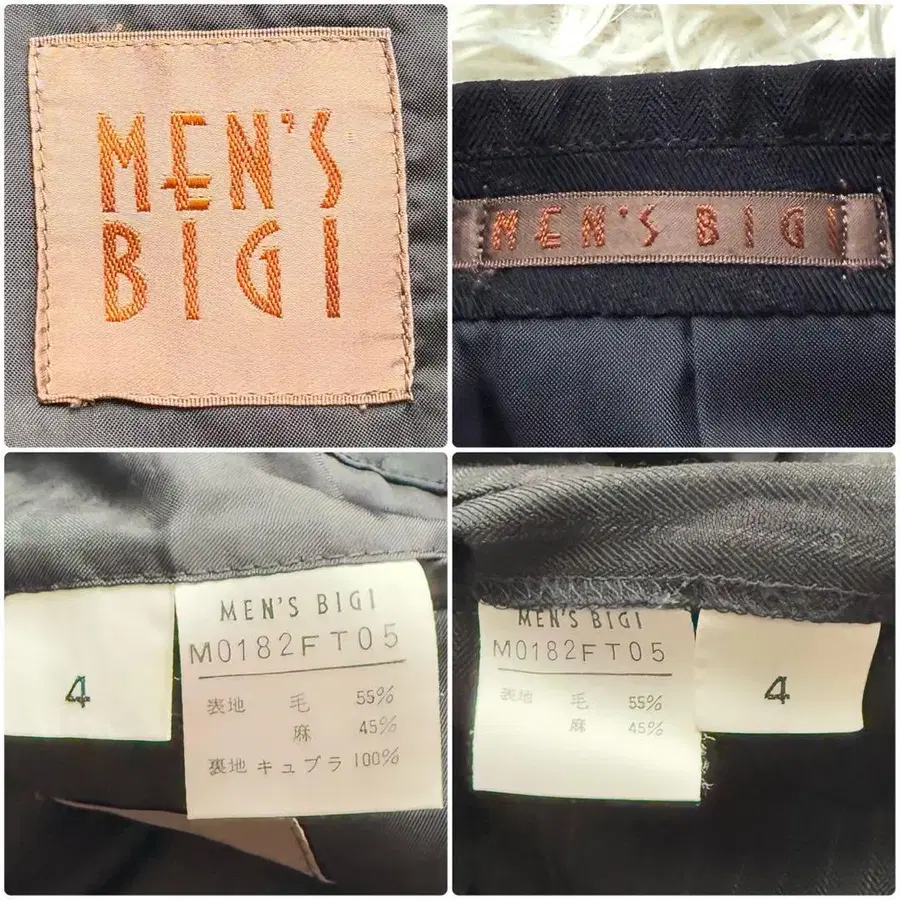 MEN'S
BIGI
MEN'S BIGI
4
MEN'S BIGI
M0182FT05
表地 毛 55%
麻 45%
裏地 キュプラ 100%
MEN'S BIGI
M0182FT05
表地 毛 55%
麻 45%
4